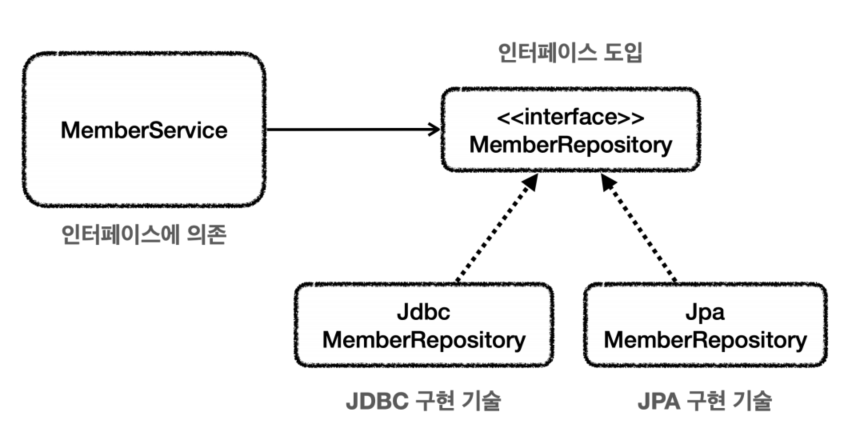 인터페이스 도입
MemberService
<<interface>>
MemberRepository
인터페이스에 의존
Jdbc
MemberRepository
Jpa
MemberRepository
JDBC 구현 기술
JPA 구현 기술